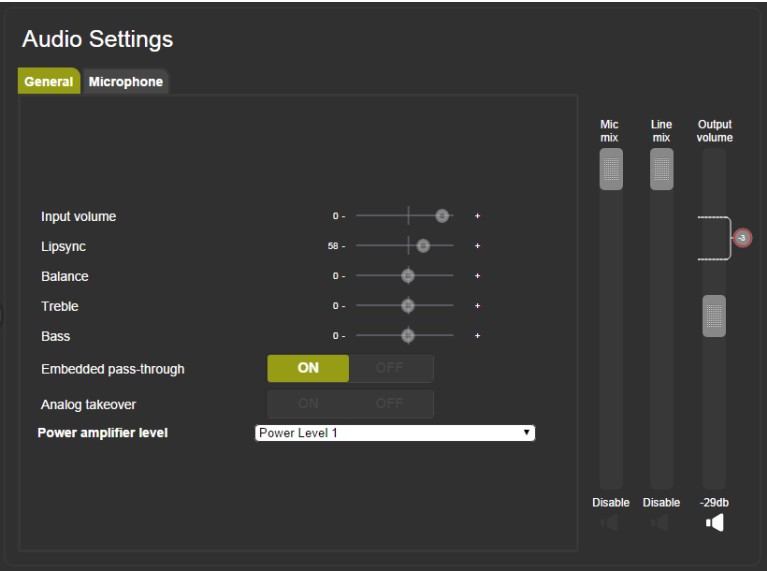 Audio Settings
General Microphone
Mic mix
Line mix
Output volume
Input volume 0 - +
Lipsync 58 - +
-3
Balance 0 - +
Treble 0 - +
Bass 0 - +
Embedded pass-through ON OFF
Analog takeover ON OFF
Power amplifier level Power Level 1
Disable Disable -29db